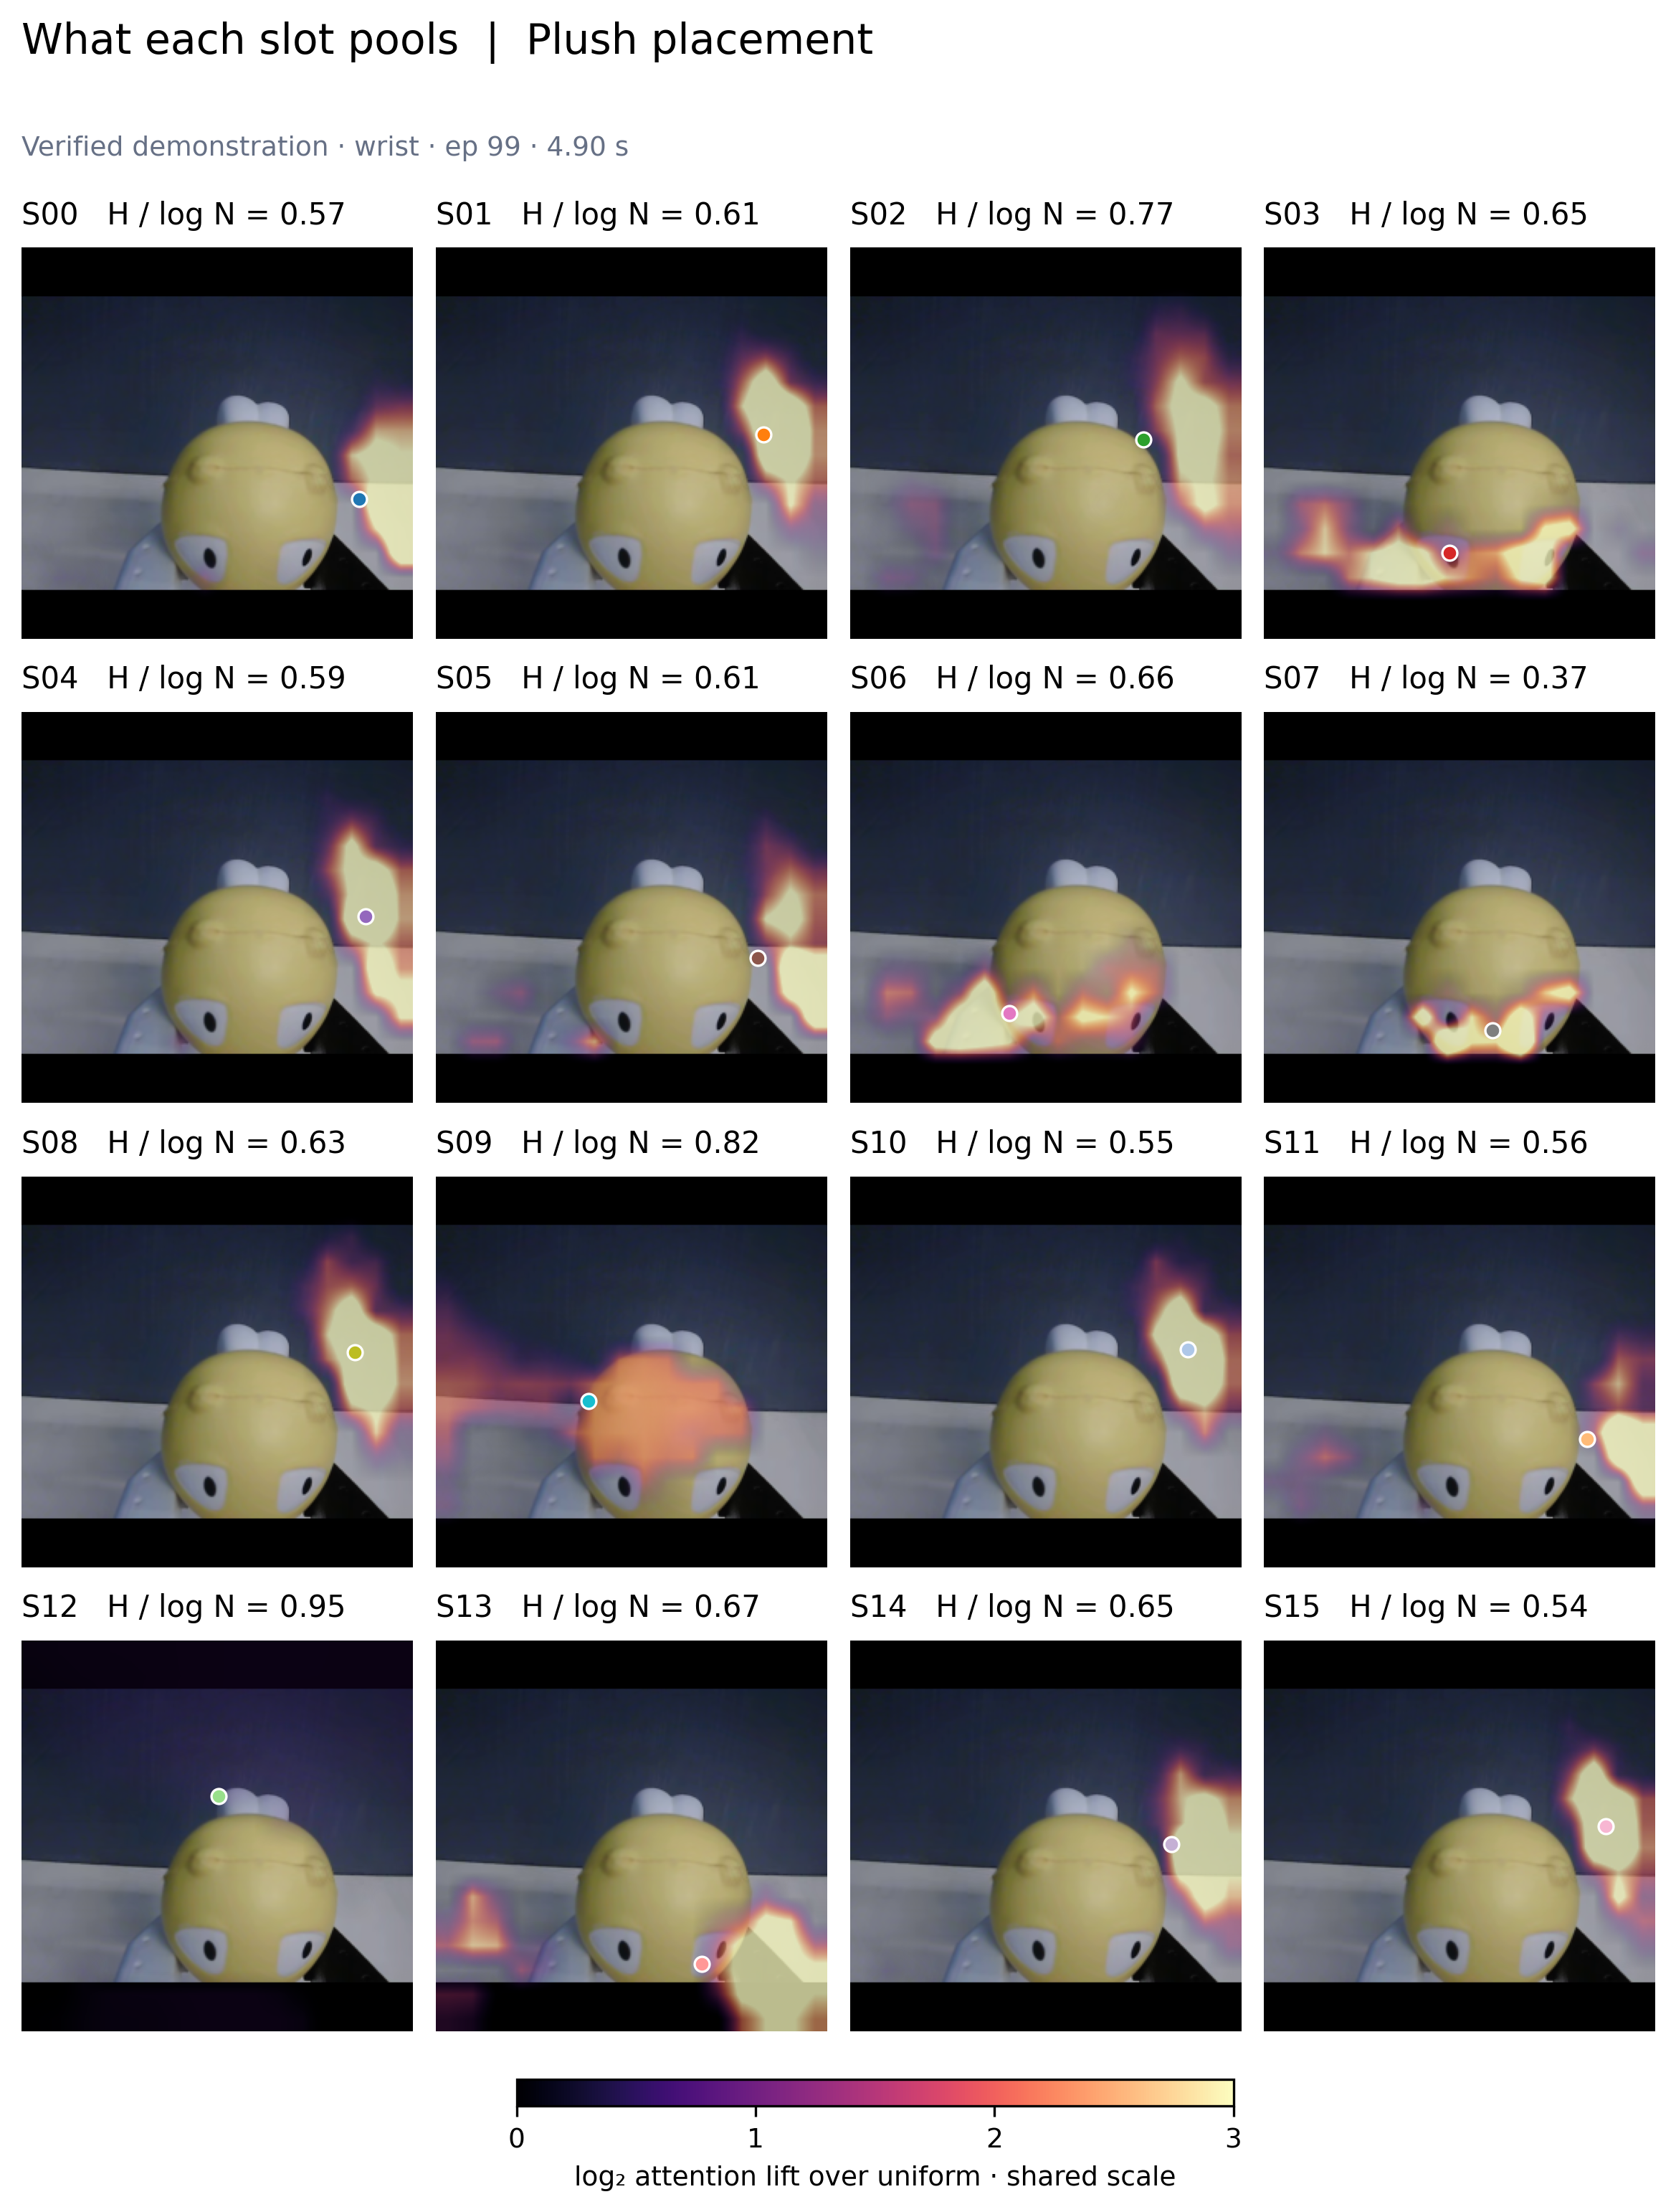 What each slot pools | Plush placement
Verified demonstration · wrist · ep 99 · 4.90 s
S00 H / log N = 0.57
S01 H / log N = 0.61
S02 H / log N = 0.77
S03 H / log N = 0.65
S04 H / log N = 0.59
S05 H / log N = 0.61
S06 H / log N = 0.66
S07 H / log N = 0.37
S08 H / log N = 0.63
S09 H / log N = 0.82
S10 H / log N = 0.55
S11 H / log N = 0.56
S12 H / log N = 0.95
S13 H / log N = 0.67
S14 H / log N = 0.65
S15 H / log N = 0.54
0 1 2 3
log₂ attention lift over uniform · shared scale